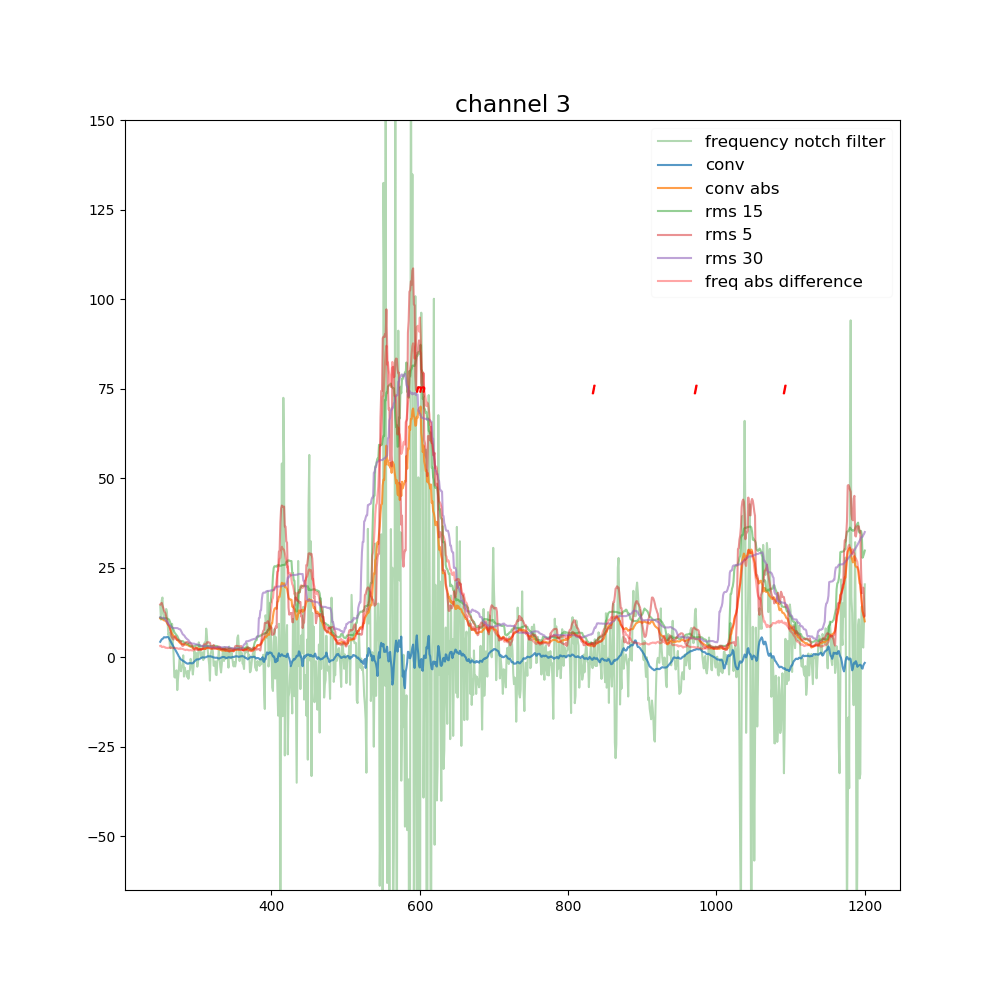 channel 3
150
125
100
75
50
25
0
−25
−50
400 600 800 1000 1200
frequency notch filter
conv
conv abs
rms 15
rms 5
rms 30
freq abs difference
m
I I I